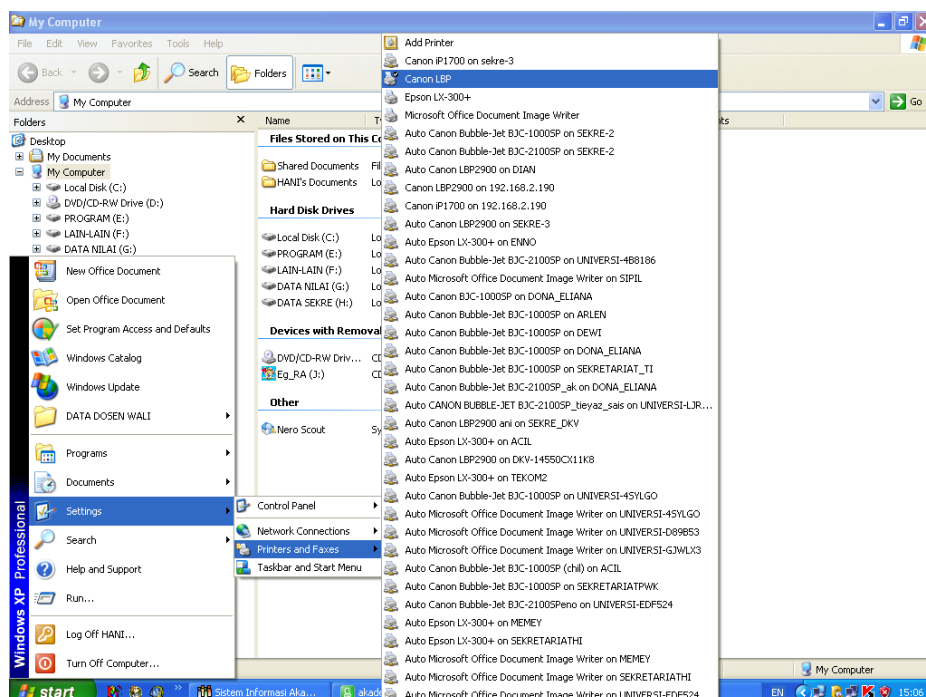 My Computer
File Edit View Favorites Tools Help
Back Search Folders
Address My Computer Go
Folders
Desktop
My Documents
My Computer
Local Disk (C:)
DVD/CD-RW Drive (D:)
PROGRAM (E:)
LAIN-LAIN (F:)
DATA NILAI (G:)
Name
Files Stored on This
Shared Documents
HANI's Documents
Hard Disk Drives
Local Disk (C:)
PROGRAM (E:)
LAIN-LAIN (F:)
DATA NILAI (G:)
DATA SEKRE (H:)
Devices with
DVD/CD-RW Driv...
Eg_RA (J:)
Other
Nero Scout
Windows XP Professional
New Office Document
Open Office Document
Set Program Access and Defaults
Windows Catalog
Windows Update
DATA DOSEN WALI
Programs
Documents
Settings
Search
Help and Support
Run...
Log Off HANI...
Turn Off Computer...
Control Panel
Network Connections
Printers and Faxes
Taskbar and Start Menu
Add Printer
Canon iP1700 on sekre-3
Canon LBP
Epson LX-300+
Microsoft Office Document Image Writer
Auto Canon Bubble-Jet BJC-1000SP on SEKRE-2
Auto Canon Bubble-Jet BJC-2100SP on SEKRE-2
Auto Canon LBP2900 on DIAN
Canon LBP2900 on 192.168.2.190
Canon iP1700 on 192.168.2.190
Auto Canon LBP2900 on SEKRE-3
Auto Epson LX-300+ on ENNO
Auto Canon Bubble-Jet BJC-2100SP on UNIVERSI-4B8186
Auto Microsoft Office Document Image Writer on SIPIL
Auto Canon BJC-1000SP on DONA_ELIANA
Auto Canon Bubble-Jet BJC-1000SP on ARLEN
Auto Canon Bubble-Jet BJC-1000SP on DEWI
Auto Canon Bubble-Jet BJC-1000SP on DONA_ELIANA
Auto Canon Bubble-Jet BJC-1000SP on SEKRETARIAT_TI
Auto Canon Bubble-Jet BJC-2100SP_ak on DONA_ELIANA
Auto CANON BUBBLE-JET BJC-2100SP_tieyaz_sais on UNIVERSI-LJR...
Auto Canon LBP2900 ani on SEKRE_DKV
Auto Epson LX-300+ on ACIL
Auto Canon LBP2900 on DKV-14550CX11K8
Auto Epson LX-300+ on TEKOM2
Auto Canon Bubble-Jet BJC-1000SP on UNIVERSI-4SYLGO
Auto Microsoft Office Document Image Writer on UNIVERSI-4SYLGO
Auto Microsoft Office Document Image Writer on UNIVERSI-D89B53
Auto Microsoft Office Document Image Writer on UNIVERSI-GJWLX3
Auto Canon Bubble-Jet BJC-1000SP (chil) on ACIL
Auto Canon Bubble-Jet BJC-1000SP on SEKRETARIATPWK
Auto Canon Bubble-Jet BJC-2100SPeno on UNIVERSI-EDF524
Auto Epson LX-300+ on MEMEY
Auto Epson LX-300+ on SEKRETARIATHI
Auto Microsoft Office Document Image Writer on MEMEY
Auto Microsoft Office Document Image Writer on SEKRETARIATHI
Auto Microsoft Office Document Image Writer on UNIVERSI-EDF524
My Computer
start Sistem Informasi Aka... EN 15:06